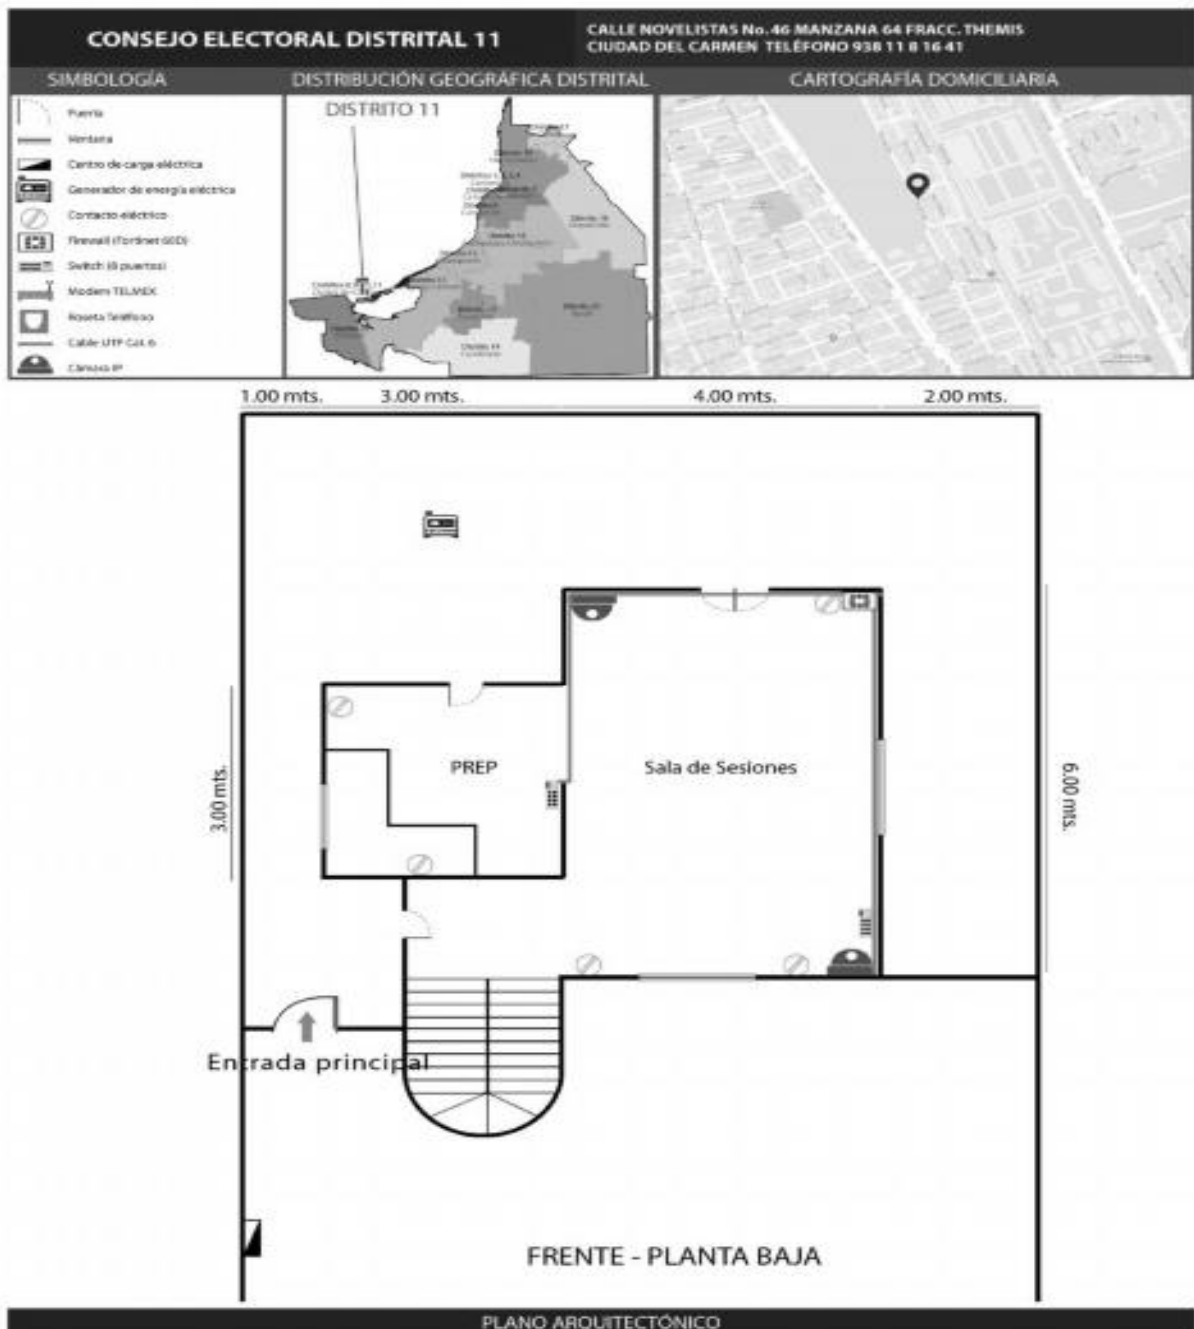 CONSEJO ELECTORAL DISTRITAL 11
CALLE NOVELISTAS No. 46 MANZANA 64 FRACC. THEMIS
CIUDAD DEL CARMEN TELÉFONO 938 11 8 16 41
SIMBOLOGÍA
DISTRIBUCIÓN GEOGRÁFICA DISTRITAL
CARTOGRAFÍA DOMICILIARIA
Puerta
Ventana
Centro de carga eléctrica
Generador de energía eléctrica
Contacto eléctrico
Firewall (Fortinet 60D)
Switch (8 puertos)
Modem TELMEX
Roseta Teléfono
Cable UTP Cat. 6
Cámara IP
DISTRITO 11
1.00 mts.
3.00 mts.
4.00 mts.
2.00 mts.
PREP
Sala de Sesiones
3.00 mts.
6.00 mts.
Entrada principal
FRENTE - PLANTA BAJA
PLANO ARQUITECTÓNICO